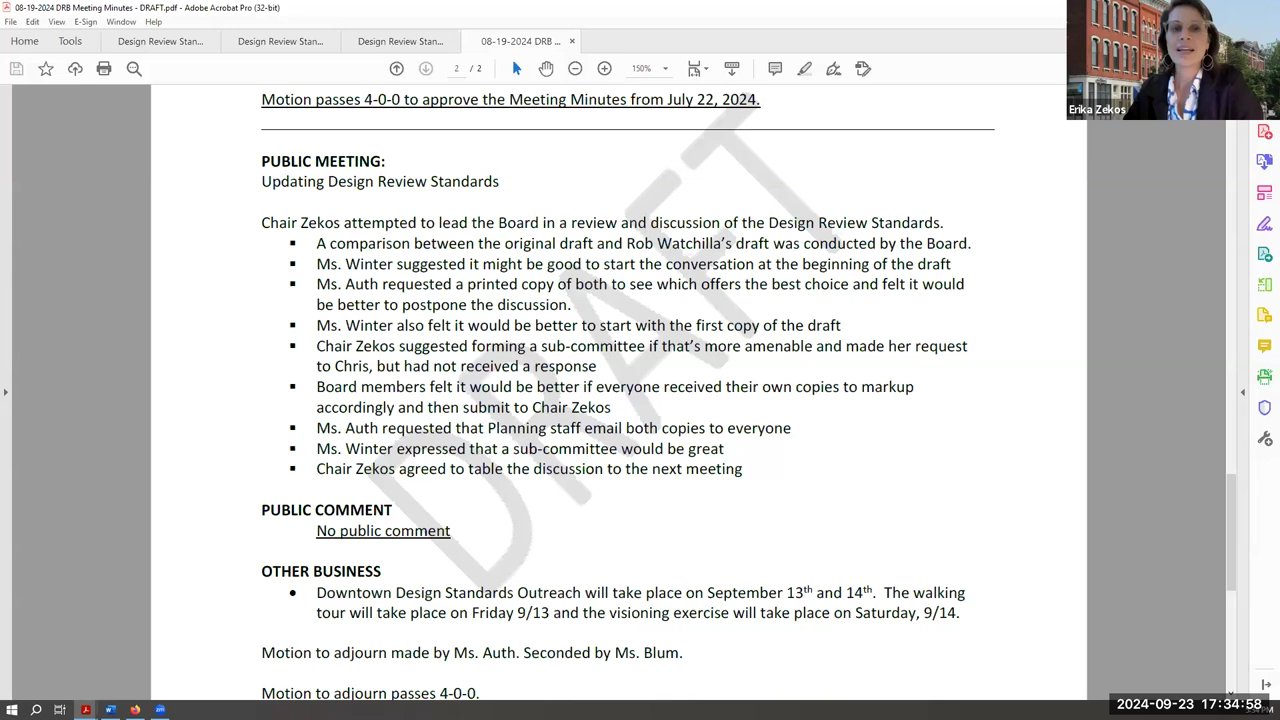 08-19-2024 DRB Meeting Minutes - DRAFT.pdf - Adobe Acrobat Pro (32-bit)
File Edit View E-Sign Window Help
Home Tools Design Review Stan... Design Review Stan... Design Review Stan... 08-19-2024 DRB ... ×
2 / 2 150%
Erika Zekos
Motion passes 4-0-0 to approve the Meeting Minutes from July 22, 2024.
PUBLIC MEETING:
Updating Design Review Standards
Chair Zekos attempted to lead the Board in a review and discussion of the Design Review Standards.
▪ A comparison between the original draft and Rob Watchilla’s draft was conducted by the Board.
▪ Ms. Winter suggested it might be good to start the conversation at the beginning of the draft
▪ Ms. Auth requested a printed copy of both to see which offers the best choice and felt it would
be better to postpone the discussion.
▪ Ms. Winter also felt it would be better to start with the first copy of the draft
▪ Chair Zekos suggested forming a sub-committee if that’s more amenable and made her request
to Chris, but had not received a response
▪ Board members felt it would be better if everyone received their own copies to markup
accordingly and then submit to Chair Zekos
▪ Ms. Auth requested that Planning staff email both copies to everyone
▪ Ms. Winter expressed that a sub-committee would be great
▪ Chair Zekos agreed to table the discussion to the next meeting
PUBLIC COMMENT
No public comment
OTHER BUSINESS
• Downtown Design Standards Outreach will take place on September 13th and 14th. The walking
tour will take place on Friday 9/13 and the visioning exercise will take place on Saturday, 9/14.
Motion to adjourn made by Ms. Auth. Seconded by Ms. Blum.
Motion to adjourn passes 4-0-0.
DRAFT
2024-09-23 17:34:58